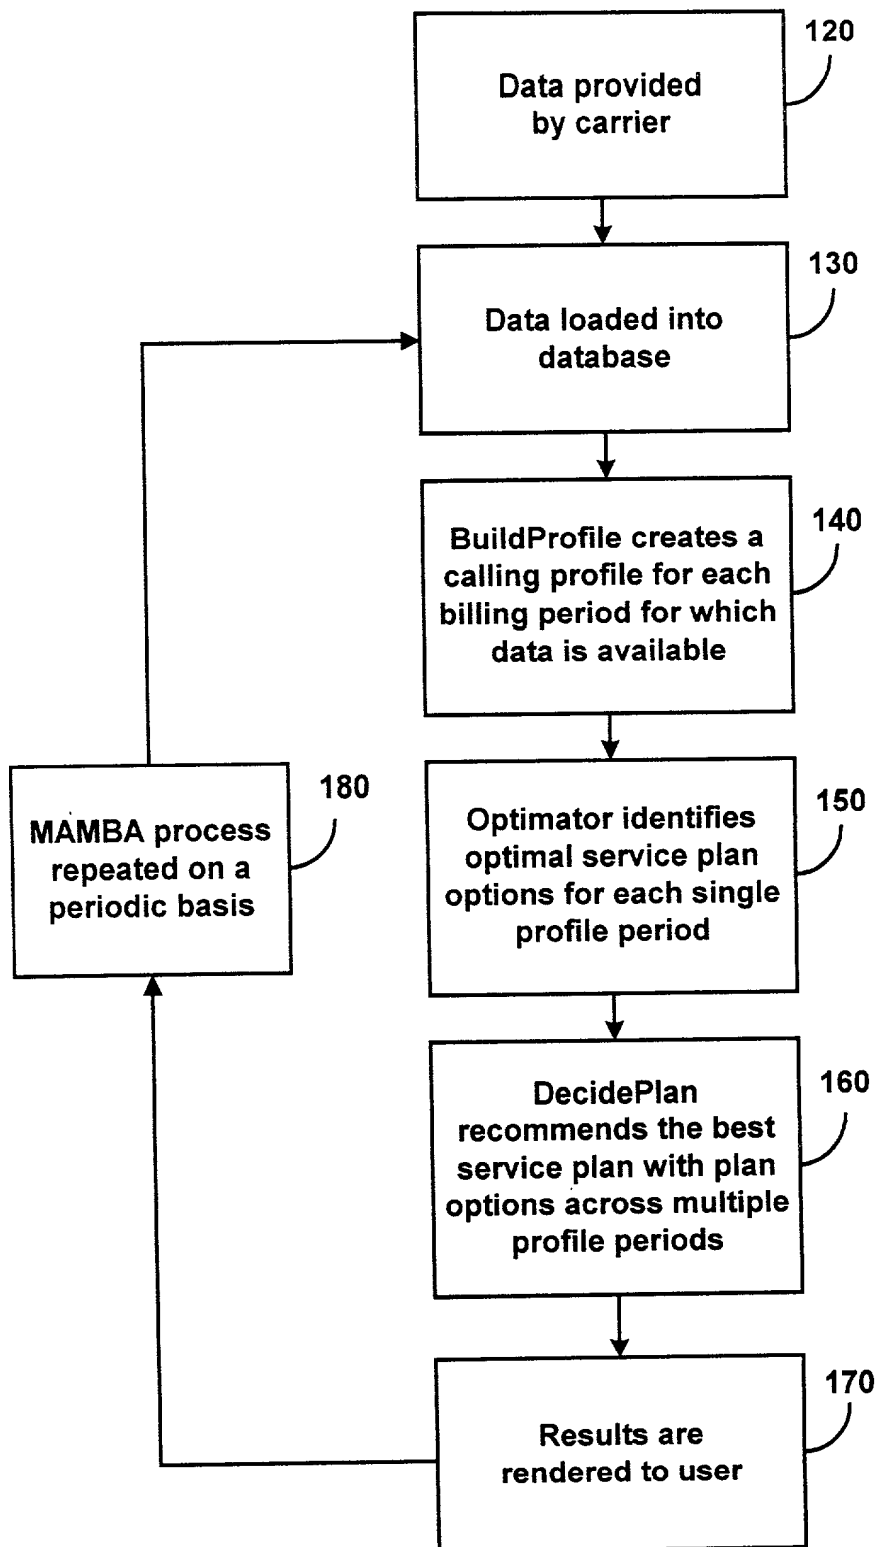 120
Data provided
by carrier
130
Data loaded into
database
140
BuildProfile creates a
calling profile for each
billing period for which
data is available
150
Optimator identifies
optimal service plan
options for each single
profile period
180
MAMBA process
repeated on a
periodic basis
160
DecidePlan
recommends the best
service plan with plan
options across multiple
profile periods
170
Results are
rendered to user